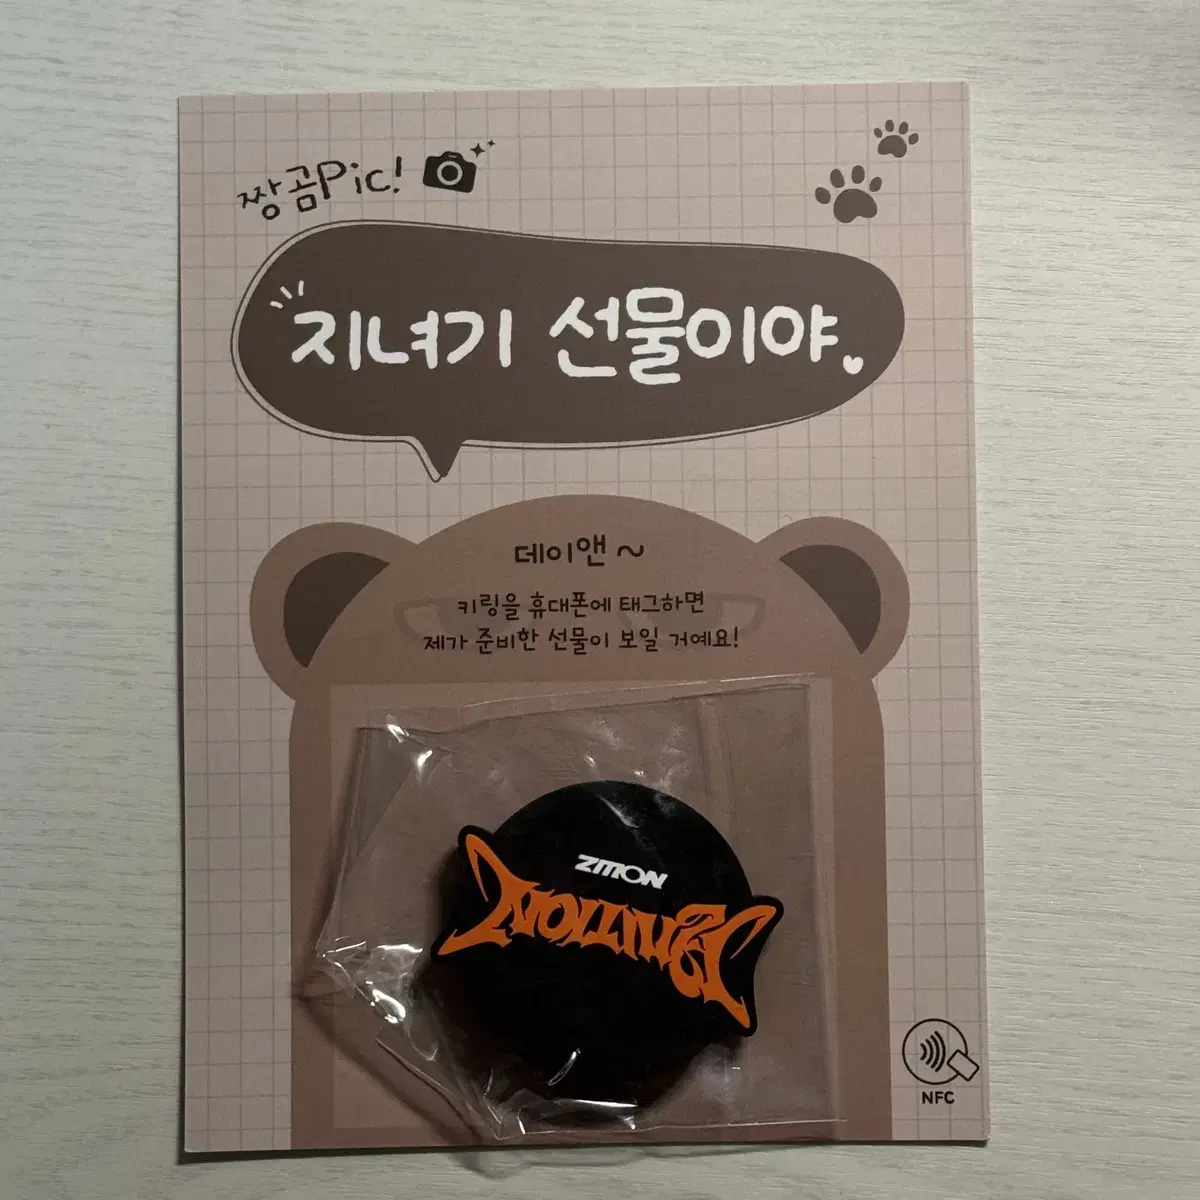 짱곰Pic!
지녀기 선물이야
데이앤 ~
키링을 휴대폰에 태그하면
제가 준비한 선물이 보일 거예요!
NOWZ
IGNITION
NFC